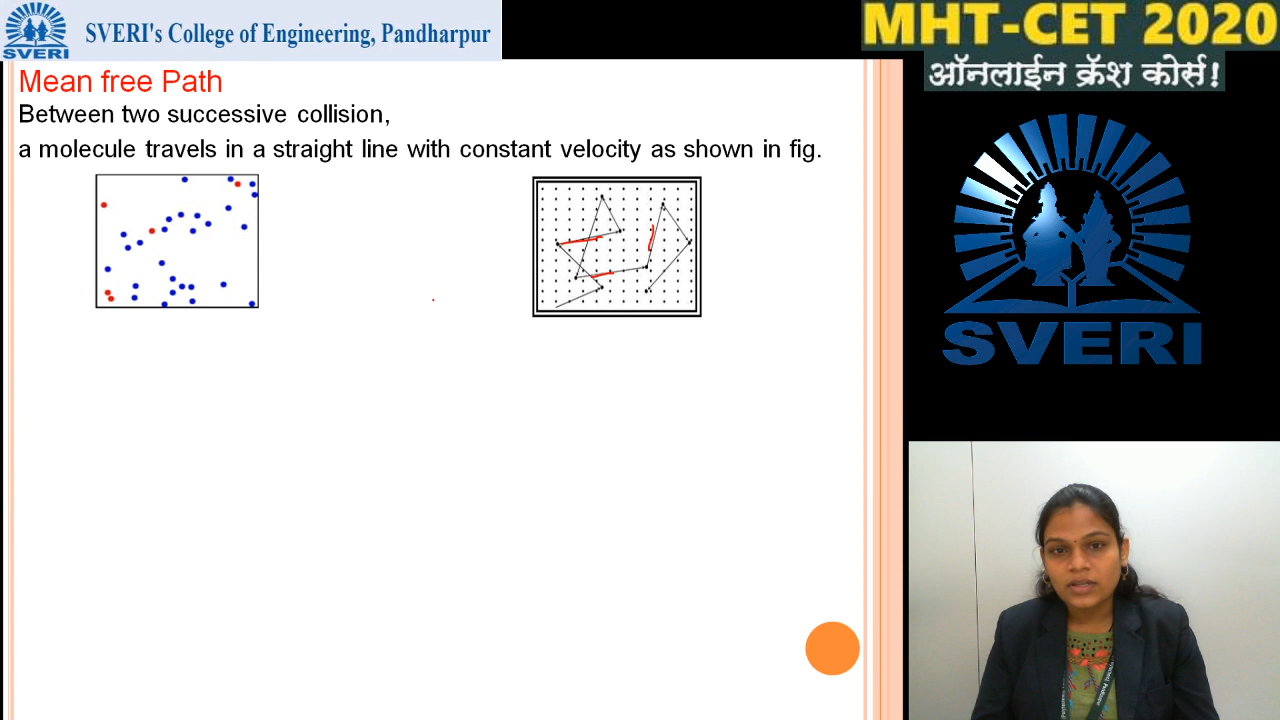 SVERI
SVERI's College of Engineering, Pandharpur
MHT-CET 2020
ऑनलाईन क्रॅश कोर्स!
Mean free Path
Between two successive collision,
a molecule travels in a straight line with constant velocity as shown in fig.
SVERI